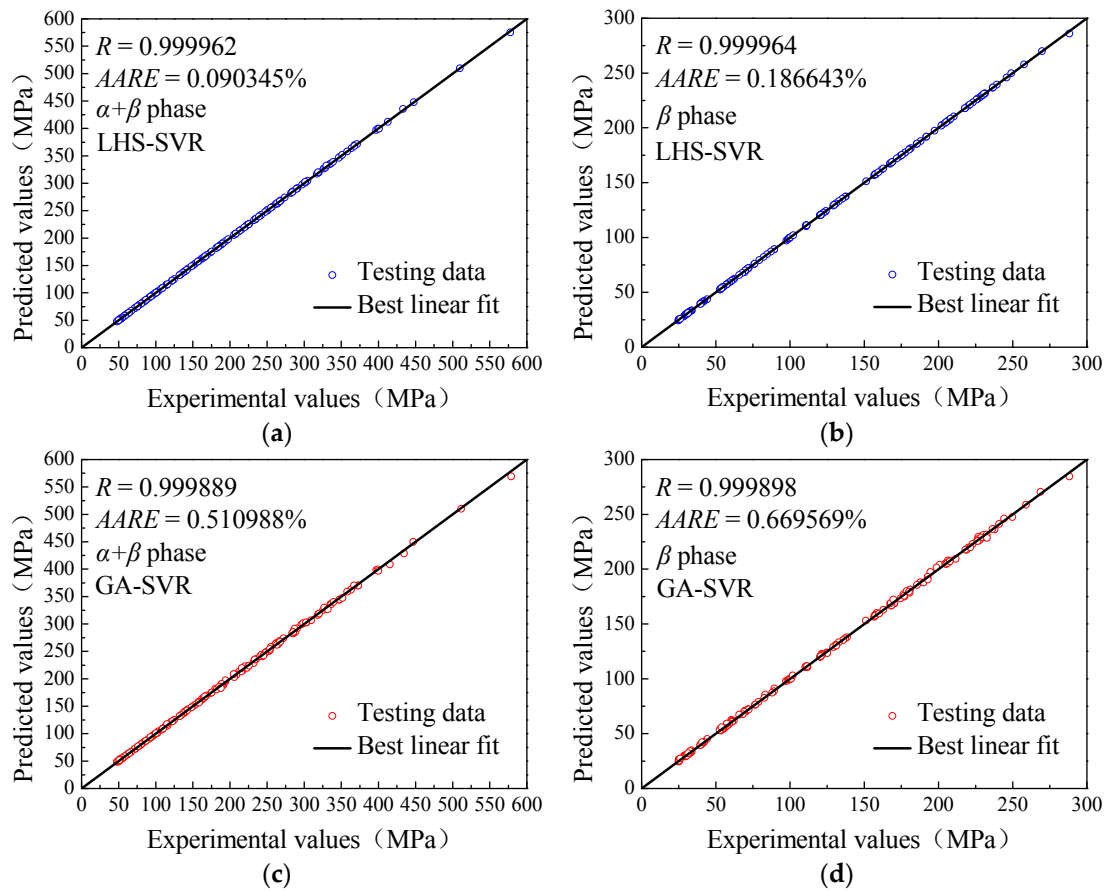 600
550
500
450
400
350
300
250
200
150
100
50
0
Predicted values（MPa）
R = 0.999962
AARE = 0.090345%
α+β phase
LHS-SVR
Testing data
Best linear fit
0 50 100 150 200 250 300 350 400 450 500 550 600
Experimental values（MPa）
(a)
300
250
200
150
100
50
0
Predicted values（MPa）
R = 0.999964
AARE = 0.186643%
β phase
LHS-SVR
Testing data
Best linear fit
0 50 100 150 200 250 300
Experimental values（MPa）
(b)
600
550
500
450
400
350
300
250
200
150
100
50
0
Predicted values（MPa）
R = 0.999889
AARE = 0.510988%
α+β phase
GA-SVR
Testing data
Best linear fit
0 50 100 150 200 250 300 350 400 450 500 550 600
Experimental values（MPa）
(c)
300
250
200
150
100
50
0
Predicted values（MPa）
R = 0.999898
AARE = 0.669569%
β phase
GA-SVR
Testing data
Best linear fit
0 50 100 150 200 250 300
Experimental values（MPa）
(d)